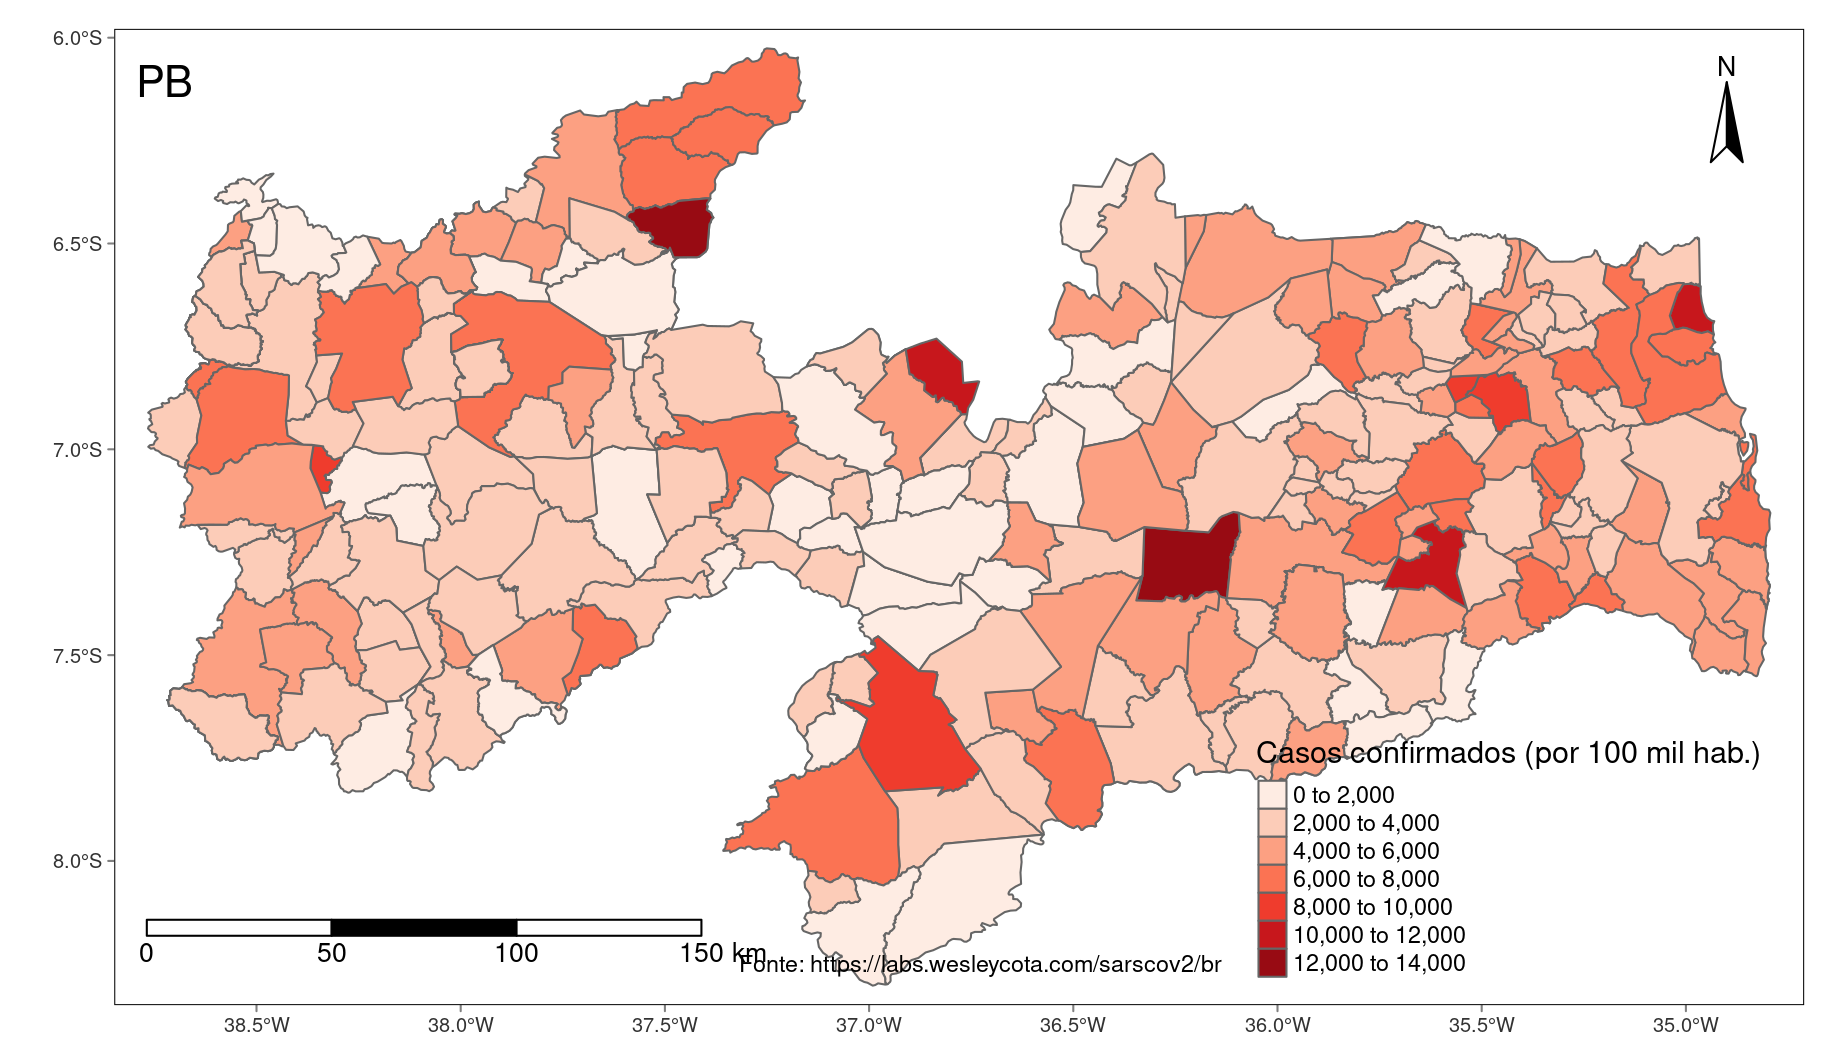 6.0°S
PB
N
6.5°S
7.0°S
7.5°S
Casos confirmados (por 100 mil hab.)
0 to 2,000
2,000 to 4,000
4,000 to 6,000
8.0°S
6,000 to 8,000
8,000 to 10,000
10,000 to 12,000
0 50 100 150 km
Fonte: https://labs.wesleycota.com/sarscov2/br
12,000 to 14,000
38.5°W 38.0°W 37.5°W 37.0°W 36.5°W 36.0°W 35.5°W 35.0°W